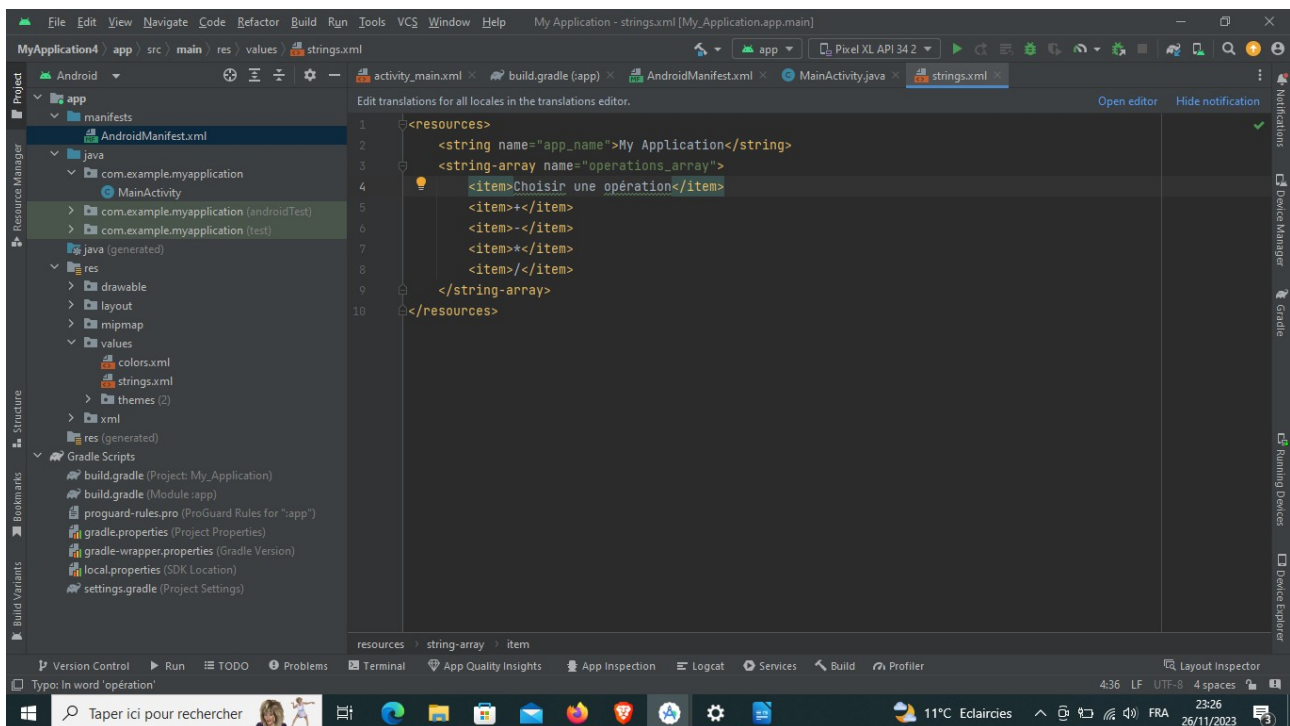 File Edit View Navigate Code Refactor Build Run Tools VCS Window Help My Application - strings.xml [My_Application.app.main]
MyApplication4 app src main res values strings.xml app Pixel XL API 34 2
Project
Android
activity_main.xml build.gradle (:app) AndroidManifest.xml MainActivity.java strings.xml
Notifications
app
Edit translations for all locales in the translations editor. Open editor Hide notification
manifests
1 <resources>
AndroidManifest.xml
2 <string name="app_name">My Application</string>
java
3 <string-array name="operations_array">
Resource Manager
com.example.myapplication
4 <item>Choisir une opération</item>
Device Manager
MainActivity
5 <item>+</item>
com.example.myapplication (androidTest)
6 <item>-</item>
com.example.myapplication (test)
7 <item>*</item>
java (generated)
8 <item>/</item>
res
9 </string-array>
drawable
10 </resources>
layout
Gradle
mipmap
values
colors.xml
strings.xml
themes (2)
Structure
xml
res (generated)
Gradle Scripts
build.gradle (Project: My_Application)
Running Devices
build.gradle (Module :app)
Bookmarks
proguard-rules.pro (ProGuard Rules for ":app")
gradle.properties (Project Properties)
gradle-wrapper.properties (Gradle Version)
local.properties (SDK Location)
settings.gradle (Project Settings)
Build Variants
Device Explorer
resources string-array item
Version Control Run TODO Problems Terminal App Quality Insights App Inspection Logcat Services Build Profiler Layout Inspector
Typo: In word 'opération' 4:36 LF UTF-8 4 spaces
Taper ici pour rechercher 11°C Eclaircies FRA 23:26
26/11/2023 3